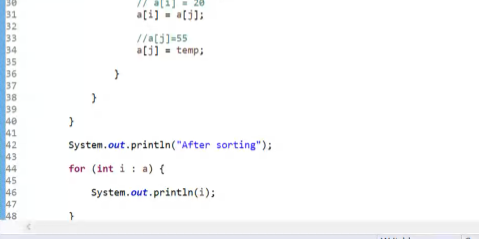 30 // a[i] = 20
31 a[i] = a[j];
32
33 //a[j]=55
34 a[j] = temp;
35
36 }
37
38 }
39
40 }
41
42 System.out.println("After sorting");
43
44 for (int i : a) {
45
46 System.out.println(i);
47
48 }